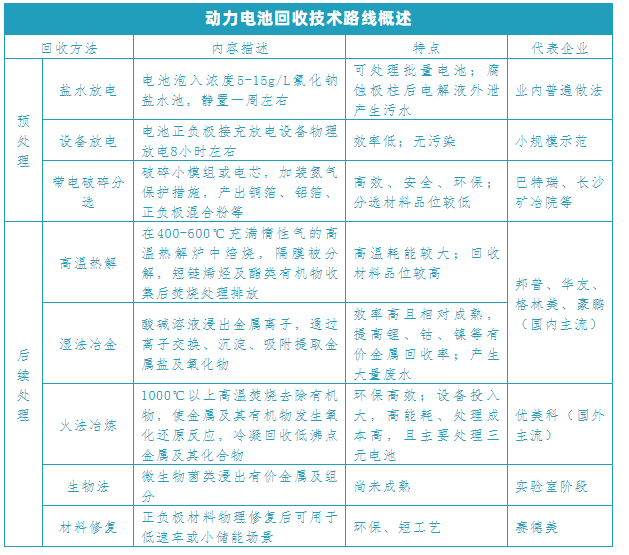 动力电池回收技术路线概述
回收方法
内容描述
特点
代表企业
预
处
理
盐水放电
电池泡入浓度5-15g/L氯化钠
盐水池，静置一周左右
可处理批量电池；腐
蚀极柱后电解液外泄
产生污水
业内普遍做法
设备放电
电池正负极接充放电设备物理
放电8小时左右
效率低；无污染
小规模示范
带电破碎分
选
破碎小模组或电芯，加装氮气
保护措施，产出铜箔、铝箔、
正负极混合粉等
高效、安全、环保；
分选材料品位较低
巴特瑞、长沙
矿冶院等
后
续
处
理
高温热解
在400-600℃充满惰性气的高
温热解炉中焙烧，隔膜被分
解，短链烯烃及酯类有机物收
集后焚烧处理排放
高温耗能较大；回收
材料品位较高
邦普、华友、
格林美、豪鹏
（国内主流）
湿法冶金
酸碱溶液浸出金属离子，通过
离子交换、沉淀、吸附提取金
属盐及氧化物
效率高且相对成熟，
提高锂、钴、镍等有
价金属回收率；产生
大量废水
火法冶炼
1000℃以上高温焚烧去除有机
物，使金属及其有机物发生氧
化还原反应，冷凝回收低沸点
金属及其化合物
环保高效；设备投入
大，高能耗、处理成
本高，且主要处理三
元电池
优美科（国外
主流）
生物法
微生物菌类浸出有价金属及组
分
尚未成熟
实验室阶段
材料修复
正负极材料物理修复后可用于
低速车或小储能场景
环保、短工艺
赛德美